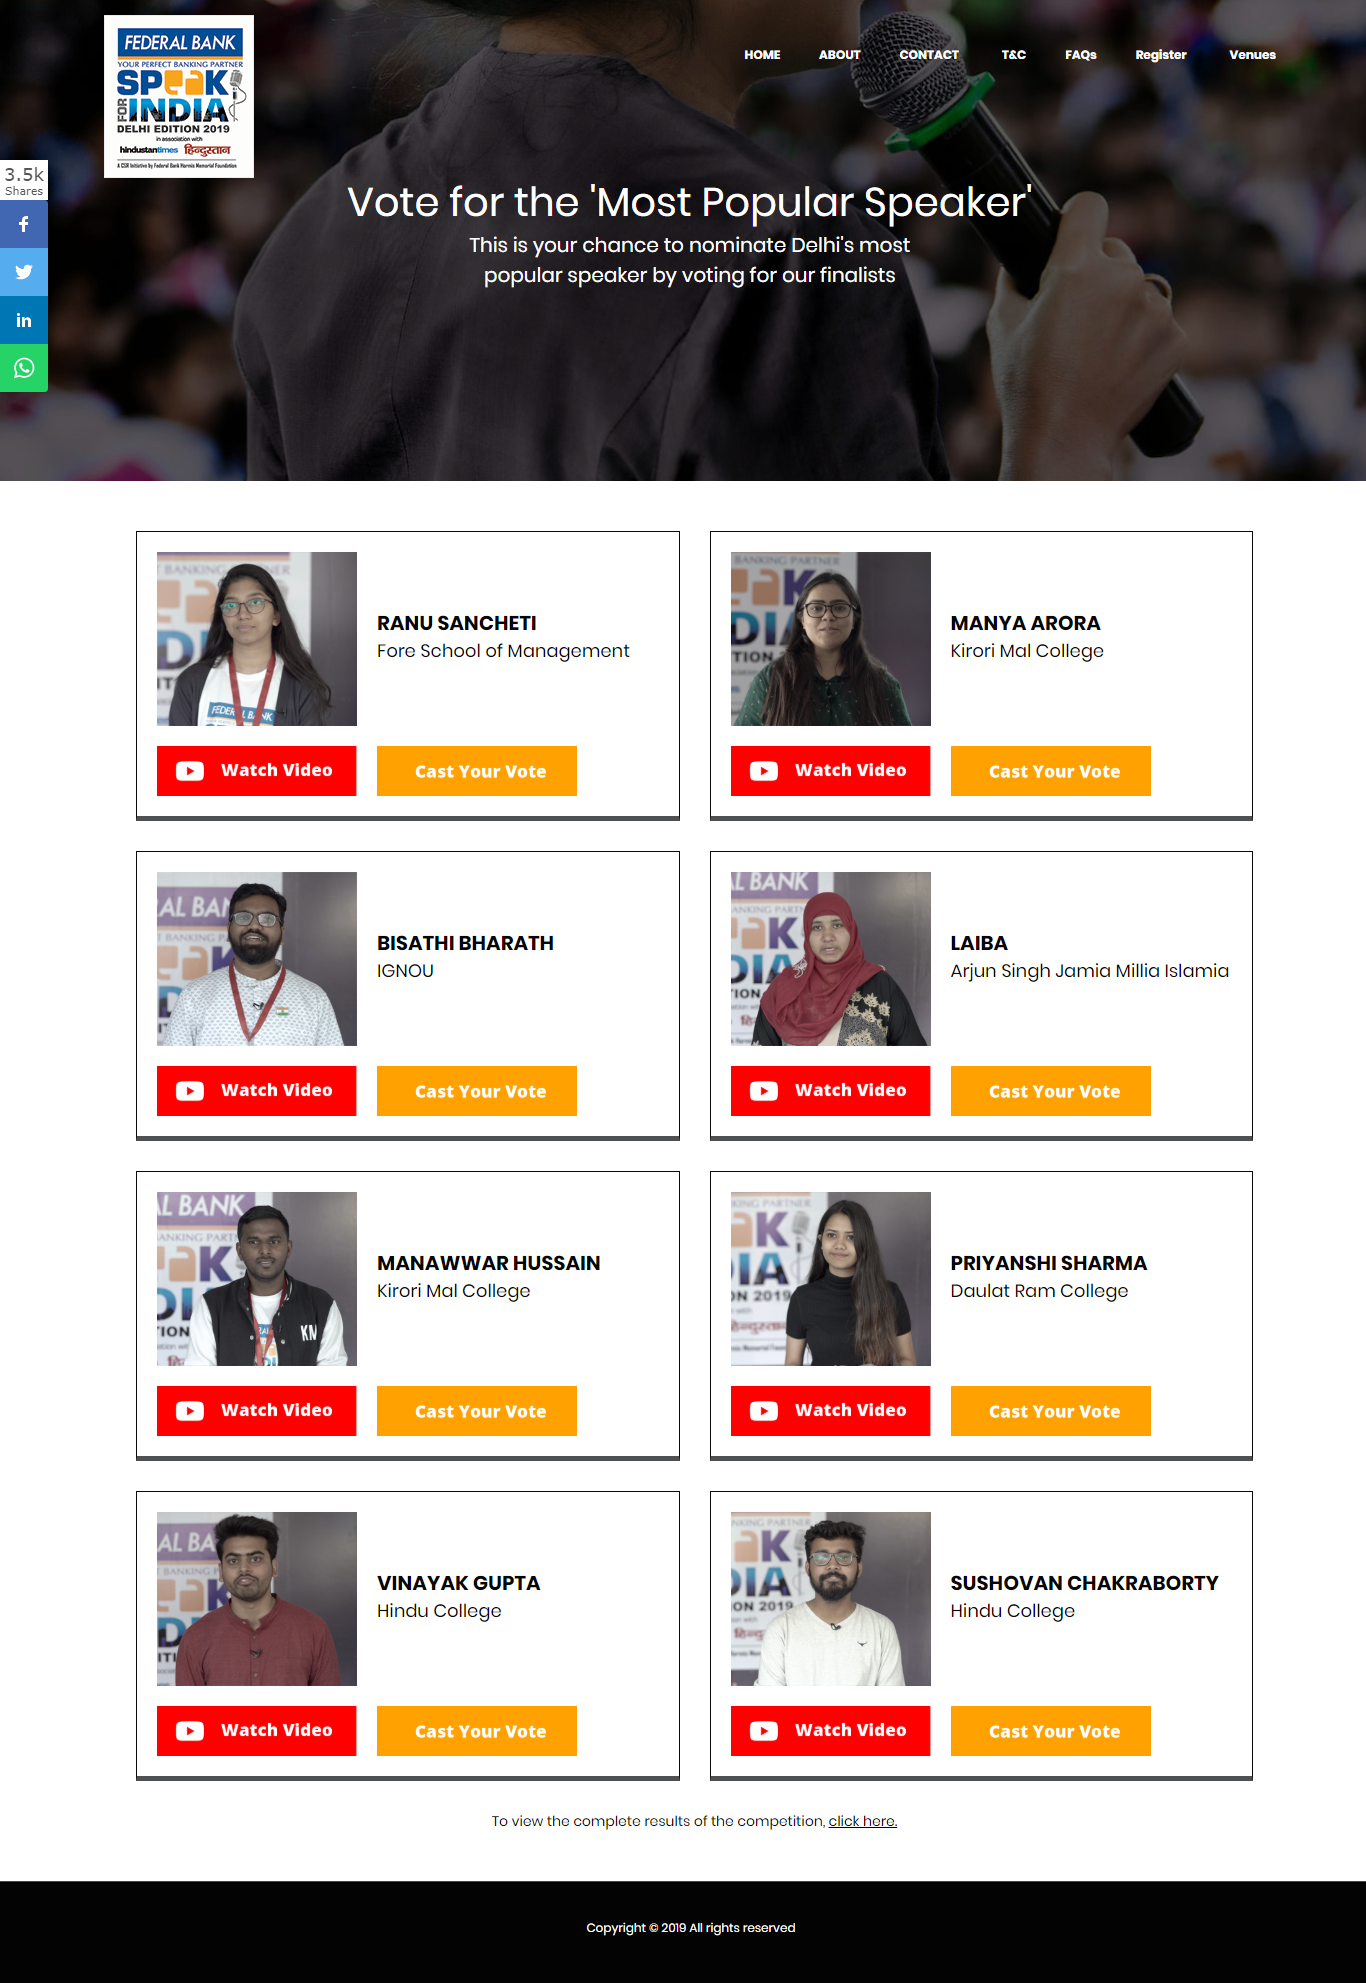 FEDERAL BANK
YOUR PERFECT BANKING PARTNER
SPEAK
FOR INDIA
DELHI EDITION 2019
in association with
hindustantimes हिन्दुस्तान
A CSR Initiative by Federal Bank Hormis Memorial Foundation
HOME ABOUT CONTACT T&C FAQs Register Venues
3.5k
Shares
Vote for the 'Most Popular Speaker'
This is your chance to nominate Delhi's most
popular speaker by voting for our finalists
RANU SANCHETI
Fore School of Management
Watch Video Cast Your Vote
MANYA ARORA
Kirori Mal College
Watch Video Cast Your Vote
BISATHI BHARATH
IGNOU
Watch Video Cast Your Vote
LAIBA
Arjun Singh Jamia Millia Islamia
Watch Video Cast Your Vote
MANAWWAR HUSSAIN
Kirori Mal College
Watch Video Cast Your Vote
PRIYANSHI SHARMA
Daulat Ram College
Watch Video Cast Your Vote
VINAYAK GUPTA
Hindu College
Watch Video Cast Your Vote
SUSHOVAN CHAKRABORTY
Hindu College
Watch Video Cast Your Vote
To view the complete results of the competition, click here.
Copyright © 2019 All rights reserved